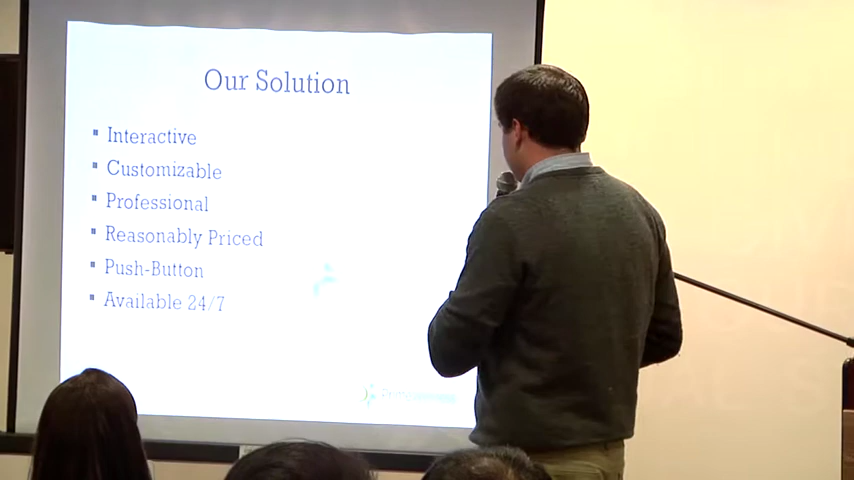 Our Solution
▪ Interactive
▪ Customizable
▪ Professional
▪ Reasonably Priced
▪ Push-Button
▪ Available 24/7